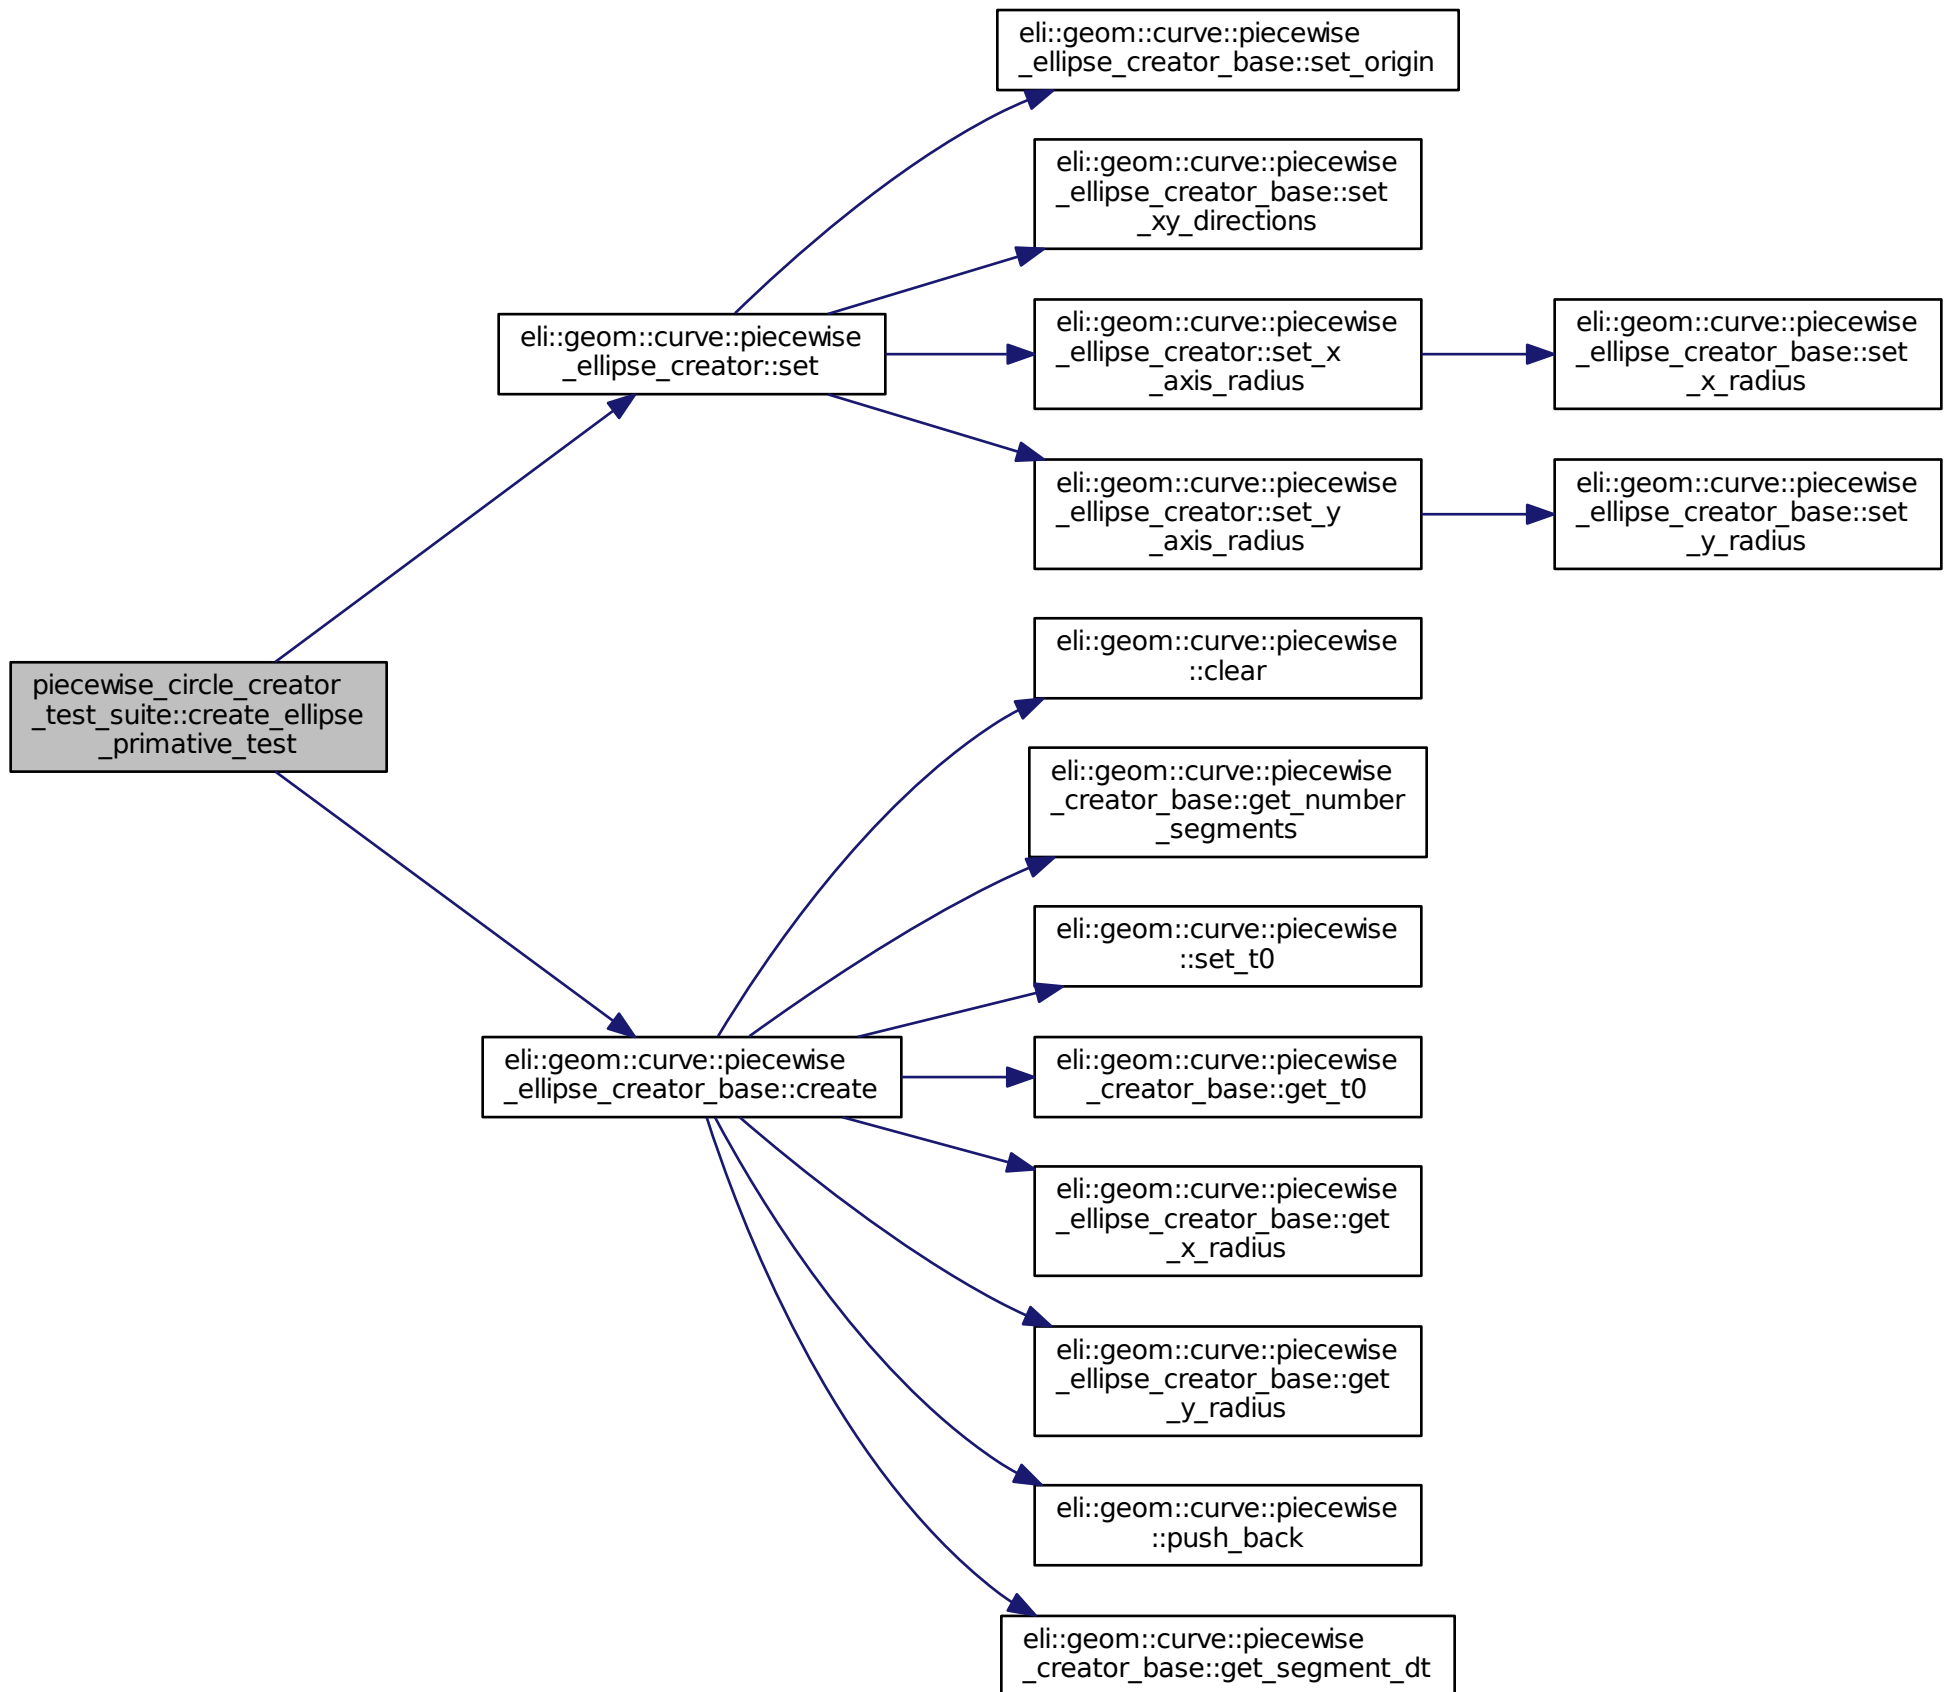 eli::geom::curve::piecewise
_ellipse_creator_base::set_origin
eli::geom::curve::piecewise
_ellipse_creator_base::set
_xy_directions
eli::geom::curve::piecewise
_ellipse_creator::set
eli::geom::curve::piecewise
_ellipse_creator::set_x
_axis_radius
eli::geom::curve::piecewise
_ellipse_creator_base::set
_x_radius
eli::geom::curve::piecewise
_ellipse_creator::set_y
_axis_radius
eli::geom::curve::piecewise
_ellipse_creator_base::set
_y_radius
piecewise_circle_creator
_test_suite::create_ellipse
_primative_test
eli::geom::curve::piecewise
::clear
eli::geom::curve::piecewise
_creator_base::get_number
_segments
eli::geom::curve::piecewise
::set_t0
eli::geom::curve::piecewise
_ellipse_creator_base::create
eli::geom::curve::piecewise
_creator_base::get_t0
eli::geom::curve::piecewise
_ellipse_creator_base::get
_x_radius
eli::geom::curve::piecewise
_ellipse_creator_base::get
_y_radius
eli::geom::curve::piecewise
::push_back
eli::geom::curve::piecewise
_creator_base::get_segment_dt